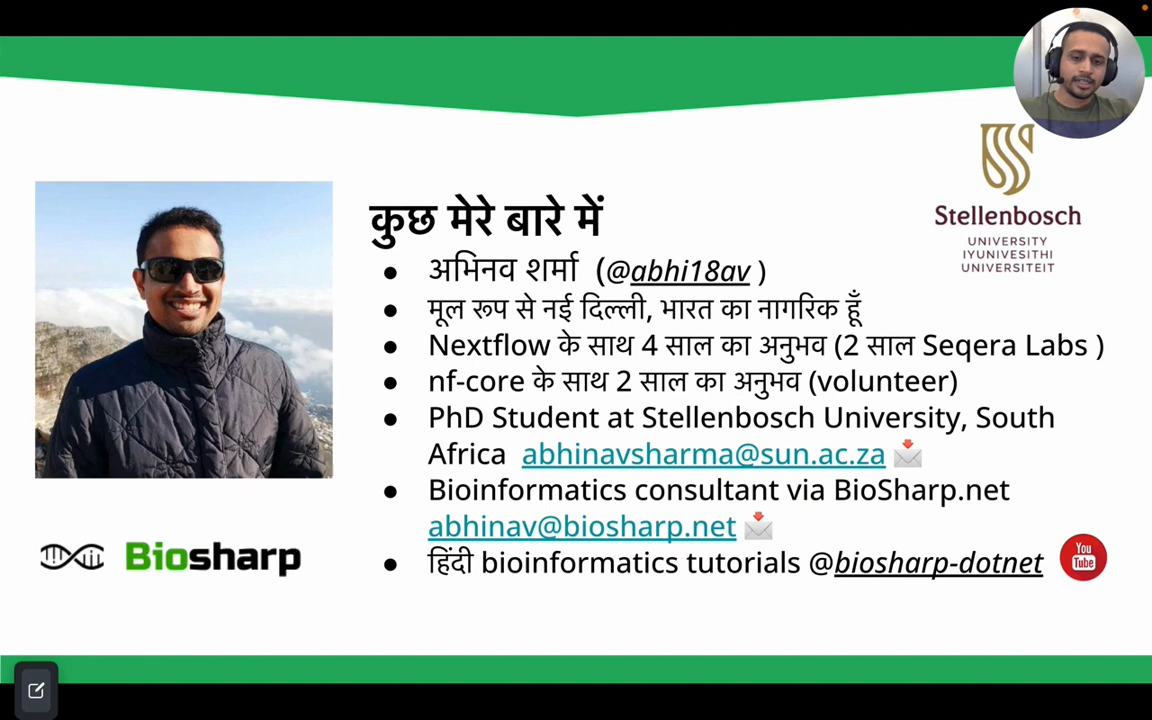 Stellenbosch
UNIVERSITY
IYUNIVESITHI
UNIVERSITEIT
कुछ मेरे बारे में
● अभिनव शर्मा (@abhi18av )
● मूल रूप से नई दिल्ली, भारत का नागरिक हूँ
● Nextflow के साथ 4 साल का अनुभव (2 साल Seqera Labs )
● nf-core के साथ 2 साल का अनुभव (volunteer)
● PhD Student at Stellenbosch University, South
Africa abhinavsharma@sun.ac.za
● Bioinformatics consultant via BioSharp.net
abhinav@biosharp.net
● हिंदी bioinformatics tutorials @biosharp-dotnet
You
Tube
Biosharp